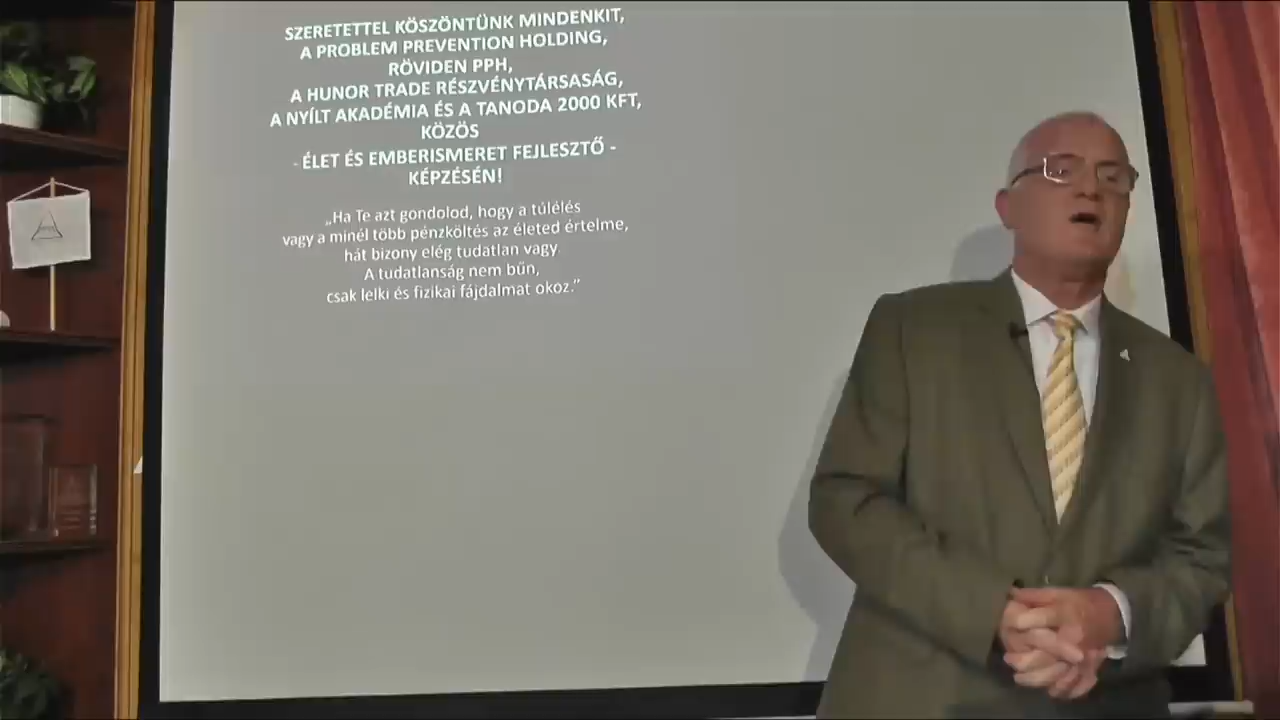 SZERETETTEL KÖSZÖNTÜNK MINDENKIT,
A PROBLEM PREVENTION HOLDING,
RÖVIDEN PPH,
A HUNOR TRADE RÉSZVÉNYTÁRSASÁG,
A NYÍLT AKADÉMIA ÉS A TANODA 2000 KFT,
KÖZÖS
- ÉLET ÉS EMBERISMERET FEJLESZTŐ -
KÉPZÉSÉN!
„Ha Te azt gondolod, hogy a túlélés
vagy a minél több pénzköltés az életed értelme,
hát bizony elég tudatlan vagy.
A tudatlanság nem bűn,
csak lelki és fizikai fájdalmat okoz.”